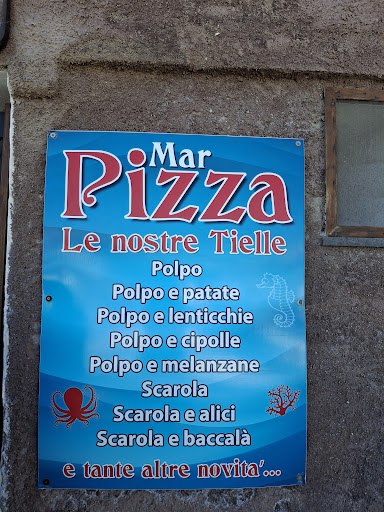 Mar
Pizza
Le nostre Tielle
Polpo
Polpo e patate
Polpo e lenticchie
Polpo e cipolle
Polpo e melanzane
Scarola
Scarola e alici
Scarola e baccalà
e tante altre novita'...